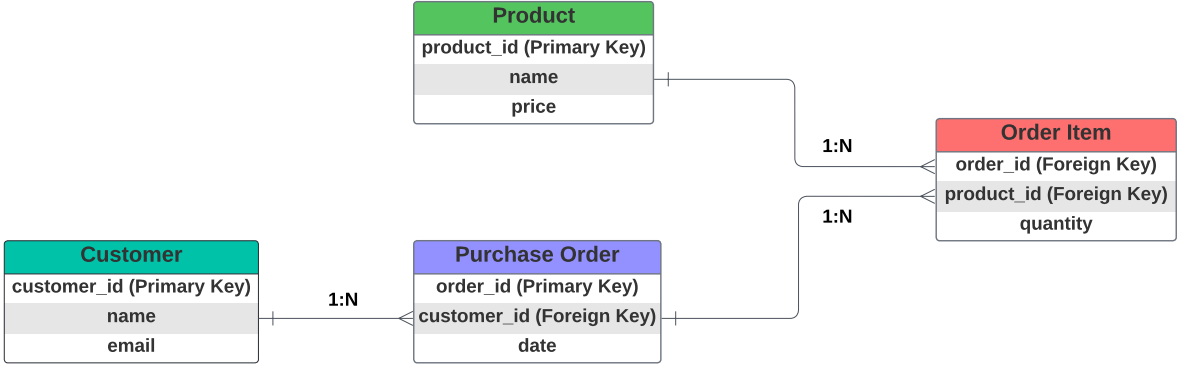 Product
product_id (Primary Key)
name
price
1:N
Order Item
order_id (Foreign Key)
product_id (Foreign Key)
quantity
1:N
Customer
customer_id (Primary Key)
name
email
1:N
Purchase Order
order_id (Primary Key)
customer_id (Foreign Key)
date